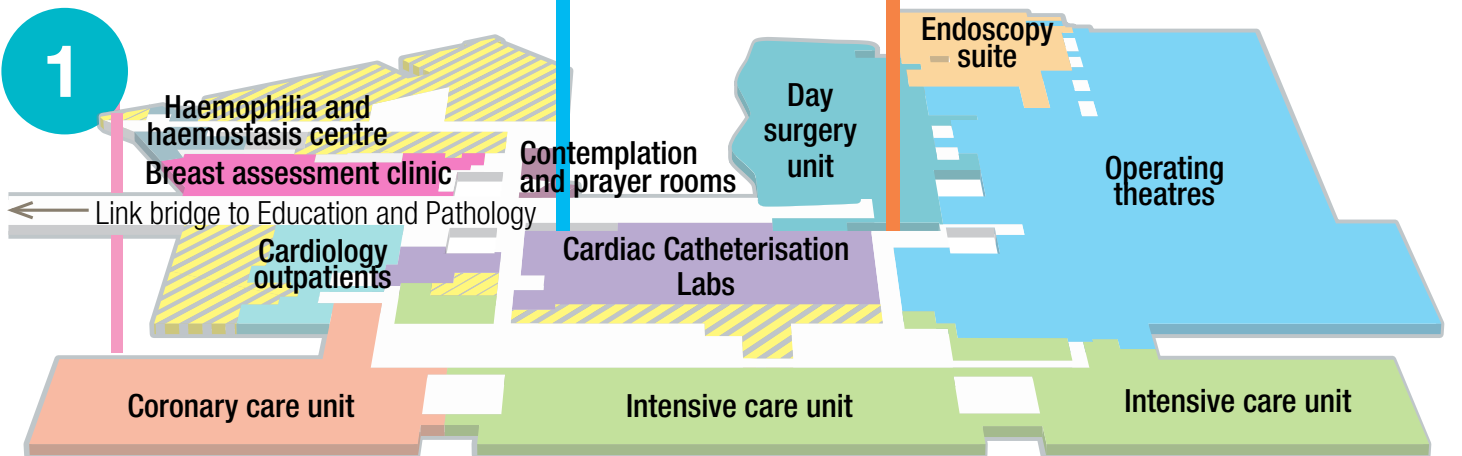 1
Haemophilia and
haemostasis centre
Breast assessment clinic
Contemplation
and prayer rooms
Day
surgery
unit
Endoscopy
suite
Operating
theatres
Link bridge to Education and Pathology
Cardiology
outpatients
Cardiac Catheterisation
Labs
Coronary care unit
Intensive care unit
Intensive care unit